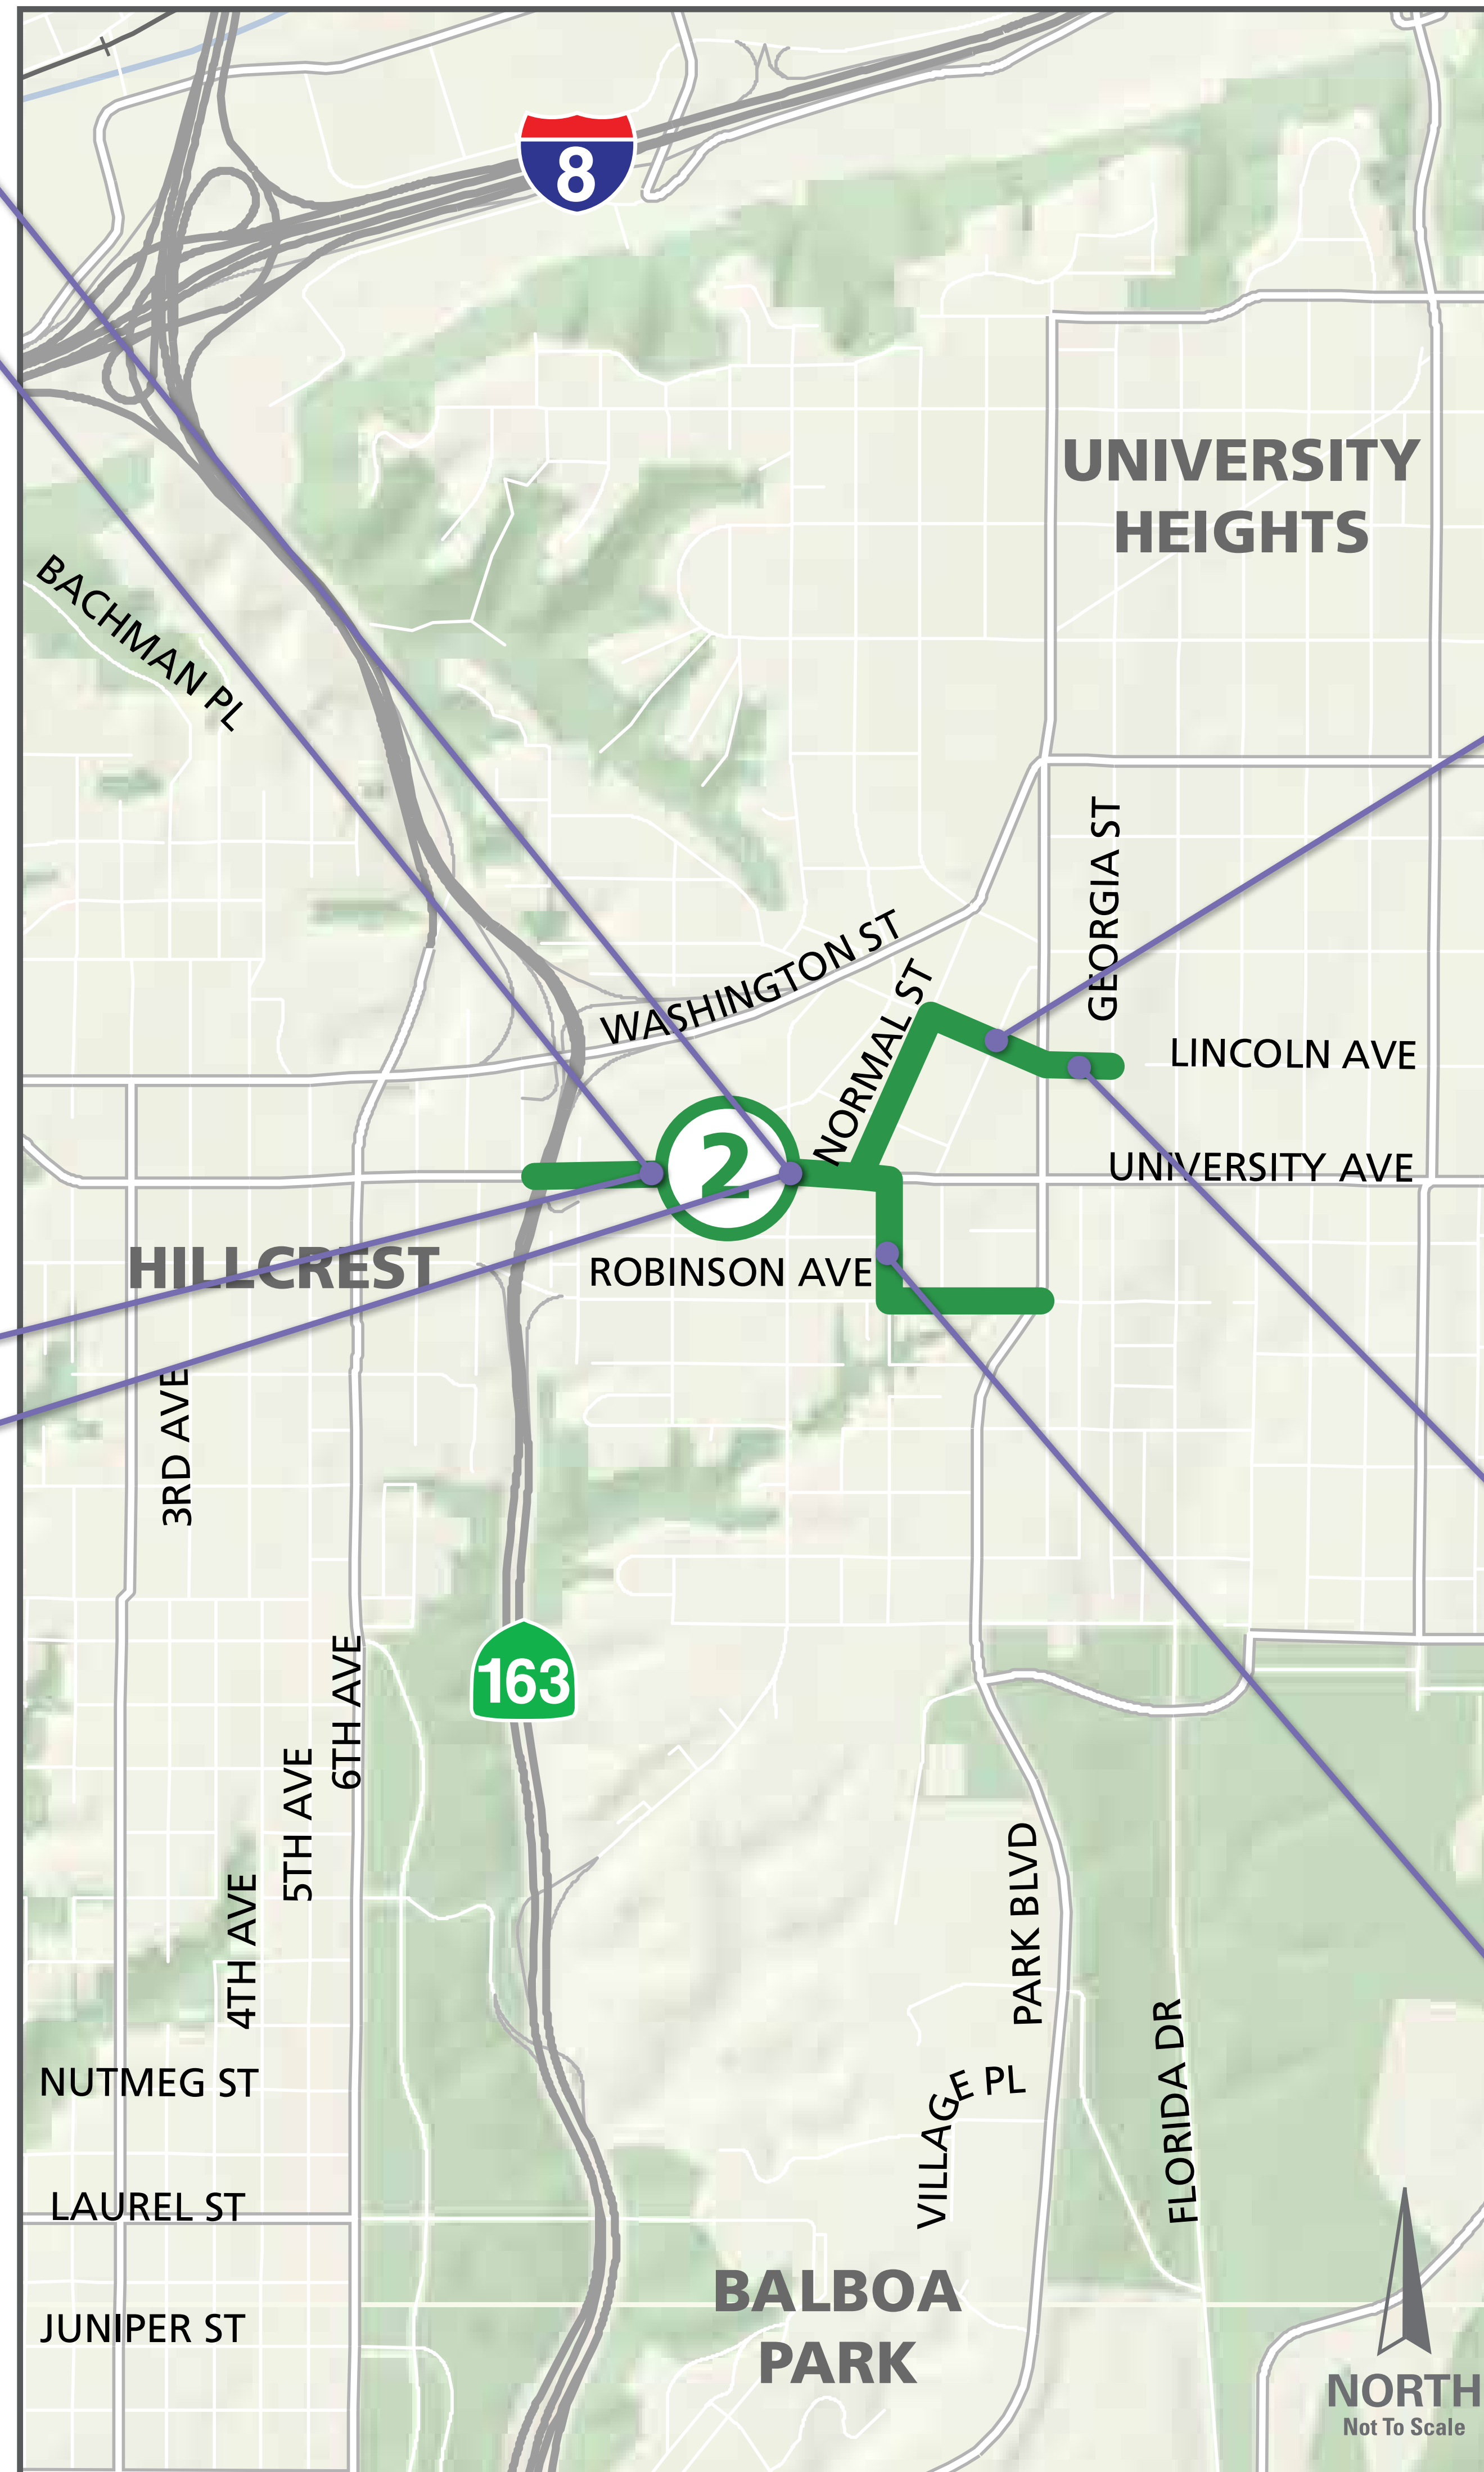 8
UNIVERSITY
HEIGHTS
BACHMAN PL
GEORGIA ST
WASHINGTON ST
NORMAL ST
LINCOLN AVE
2
UNIVERSITY AVE
HILLCREST
ROBINSON AVE
3RD AVE
163
6TH AVE
5TH AVE
4TH AVE
PARK BLVD
FLORIDA DR
NUTMEG ST
VILLAGE PL
LAUREL ST
BALBOA
PARK
JUNIPER ST
NORTH
Not To Scale